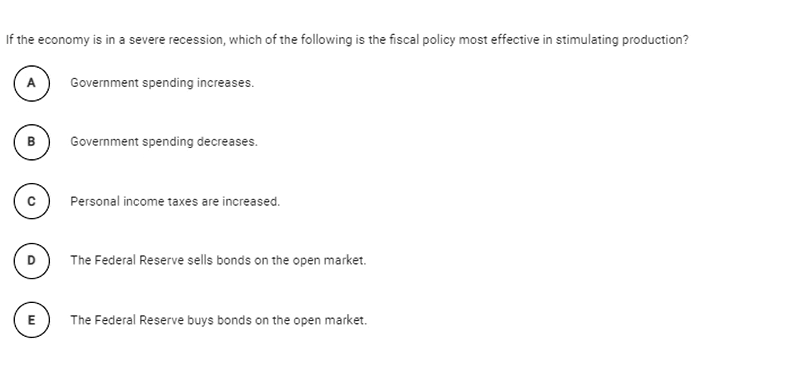 If the economy is in a severe recession, which of the following is the fiscal policy most effective in stimulating production?
A Government spending increases.
B Government spending decreases.
C Personal income taxes are increased.
D The Federal Reserve sells bonds on the open market.
E The Federal Reserve buys bonds on the open market.